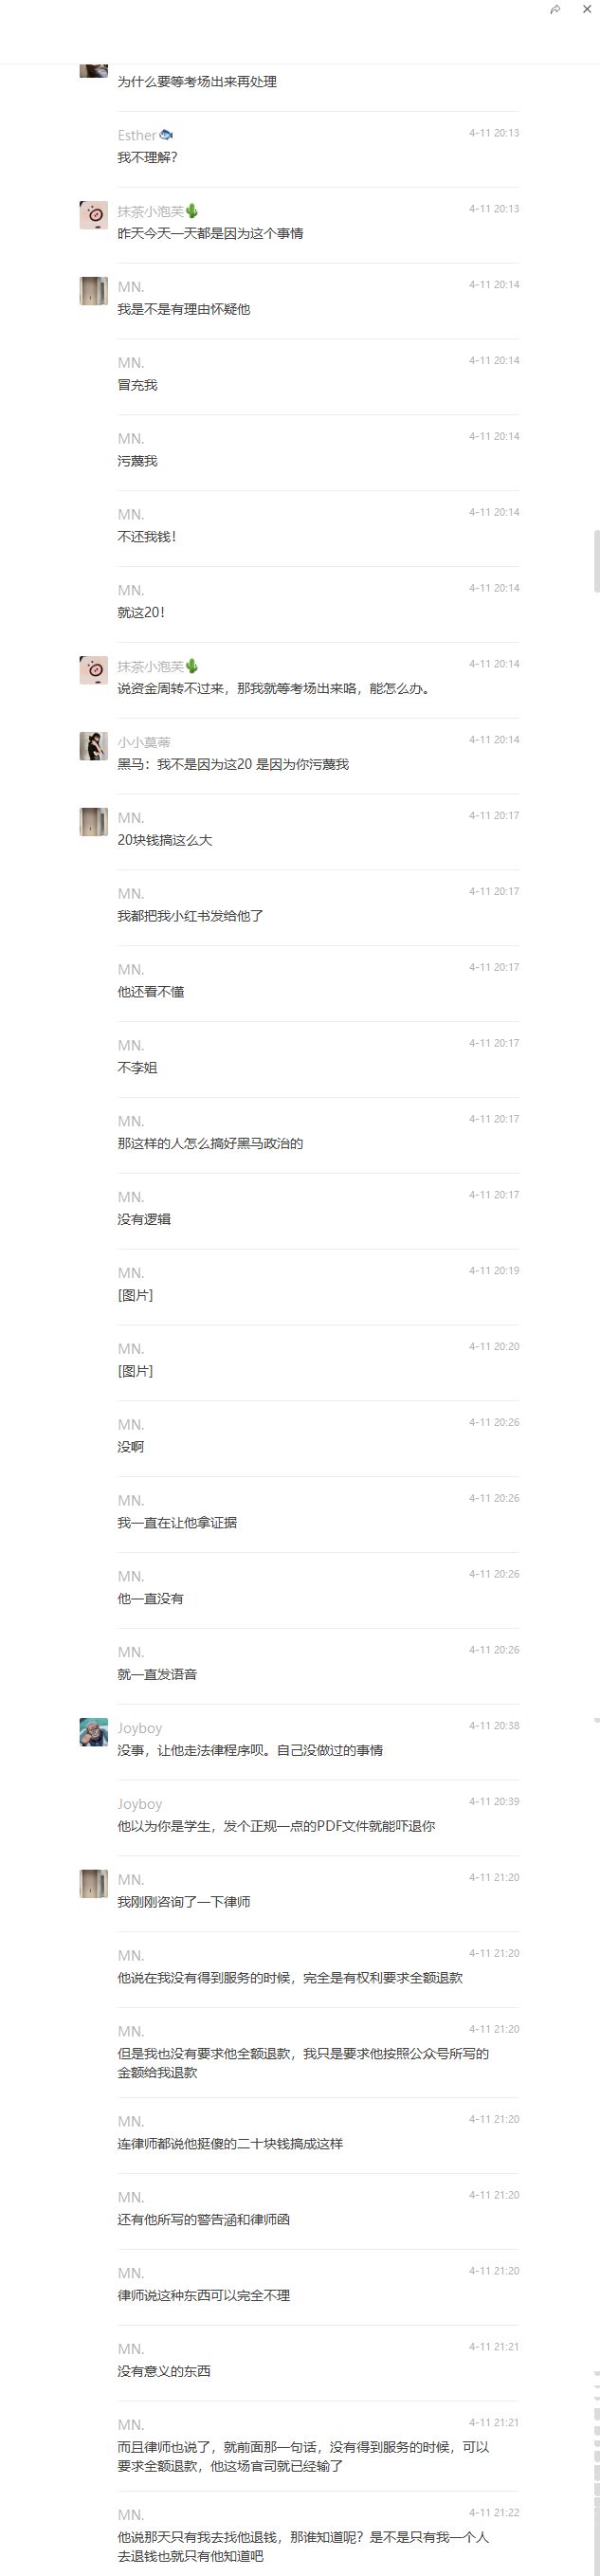 为什么要等考场出来再处理
Esther🐟
4-11 20:13
我不理解？
抹茶小泡芙🌵
4-11 20:13
昨天今天一天都是因为这个事情
MN.
4-11 20:14
我是不是有理由怀疑他
MN.
4-11 20:14
冒充我
MN.
4-11 20:14
污蔑我
MN.
4-11 20:14
不还我钱！
MN.
4-11 20:14
就这20！
抹茶小泡芙🌵
4-11 20:14
说资金周转不过来，那我就等考场出来咯，能怎么办。
小小莫蒂
4-11 20:14
黑马：我不是因为这20 是因为你污蔑我
MN.
4-11 20:17
20块钱搞这么大
MN.
4-11 20:17
我都把我小红书发给他了
MN.
4-11 20:17
他还看不懂
MN.
4-11 20:17
不李姐
MN.
4-11 20:17
那这样的人怎么搞好黑马政治的
MN.
4-11 20:17
没有逻辑
MN.
4-11 20:19
[图片]
MN.
4-11 20:20
[图片]
MN.
4-11 20:26
没啊
MN.
4-11 20:26
我一直在让他拿证据
MN.
4-11 20:26
他一直没有
MN.
4-11 20:26
就一直发语音
Joyboy
4-11 20:38
没事，让他走法律程序呗。自己没做过的事情
Joyboy
4-11 20:39
他以为你是学生，发个正规一点的PDF文件就能吓退你
MN.
4-11 21:20
我刚刚咨询了一下律师
MN.
4-11 21:20
他说在我没有得到服务的时候，完全是有权利要求全额退款
MN.
4-11 21:20
但是我也没有要求他全额退款，我只是要求他按照公众号所写的
金额给我退款
MN.
4-11 21:20
连律师都说他挺傻的二十块钱搞成这样
MN.
4-11 21:20
还有他所写的警告涵和律师函
MN.
4-11 21:20
律师说这种东西可以完全不理
MN.
4-11 21:21
没有意义的东西
MN.
4-11 21:21
而且律师也说了，就前面那一句话，没有得到服务的时候，可以
要求全额退款，他这场官司就已经输了
MN.
4-11 21:22
他说那天只有我去找他退钱，那谁知道呢？是不是只有我一个人
去退钱也就只有他知道吧